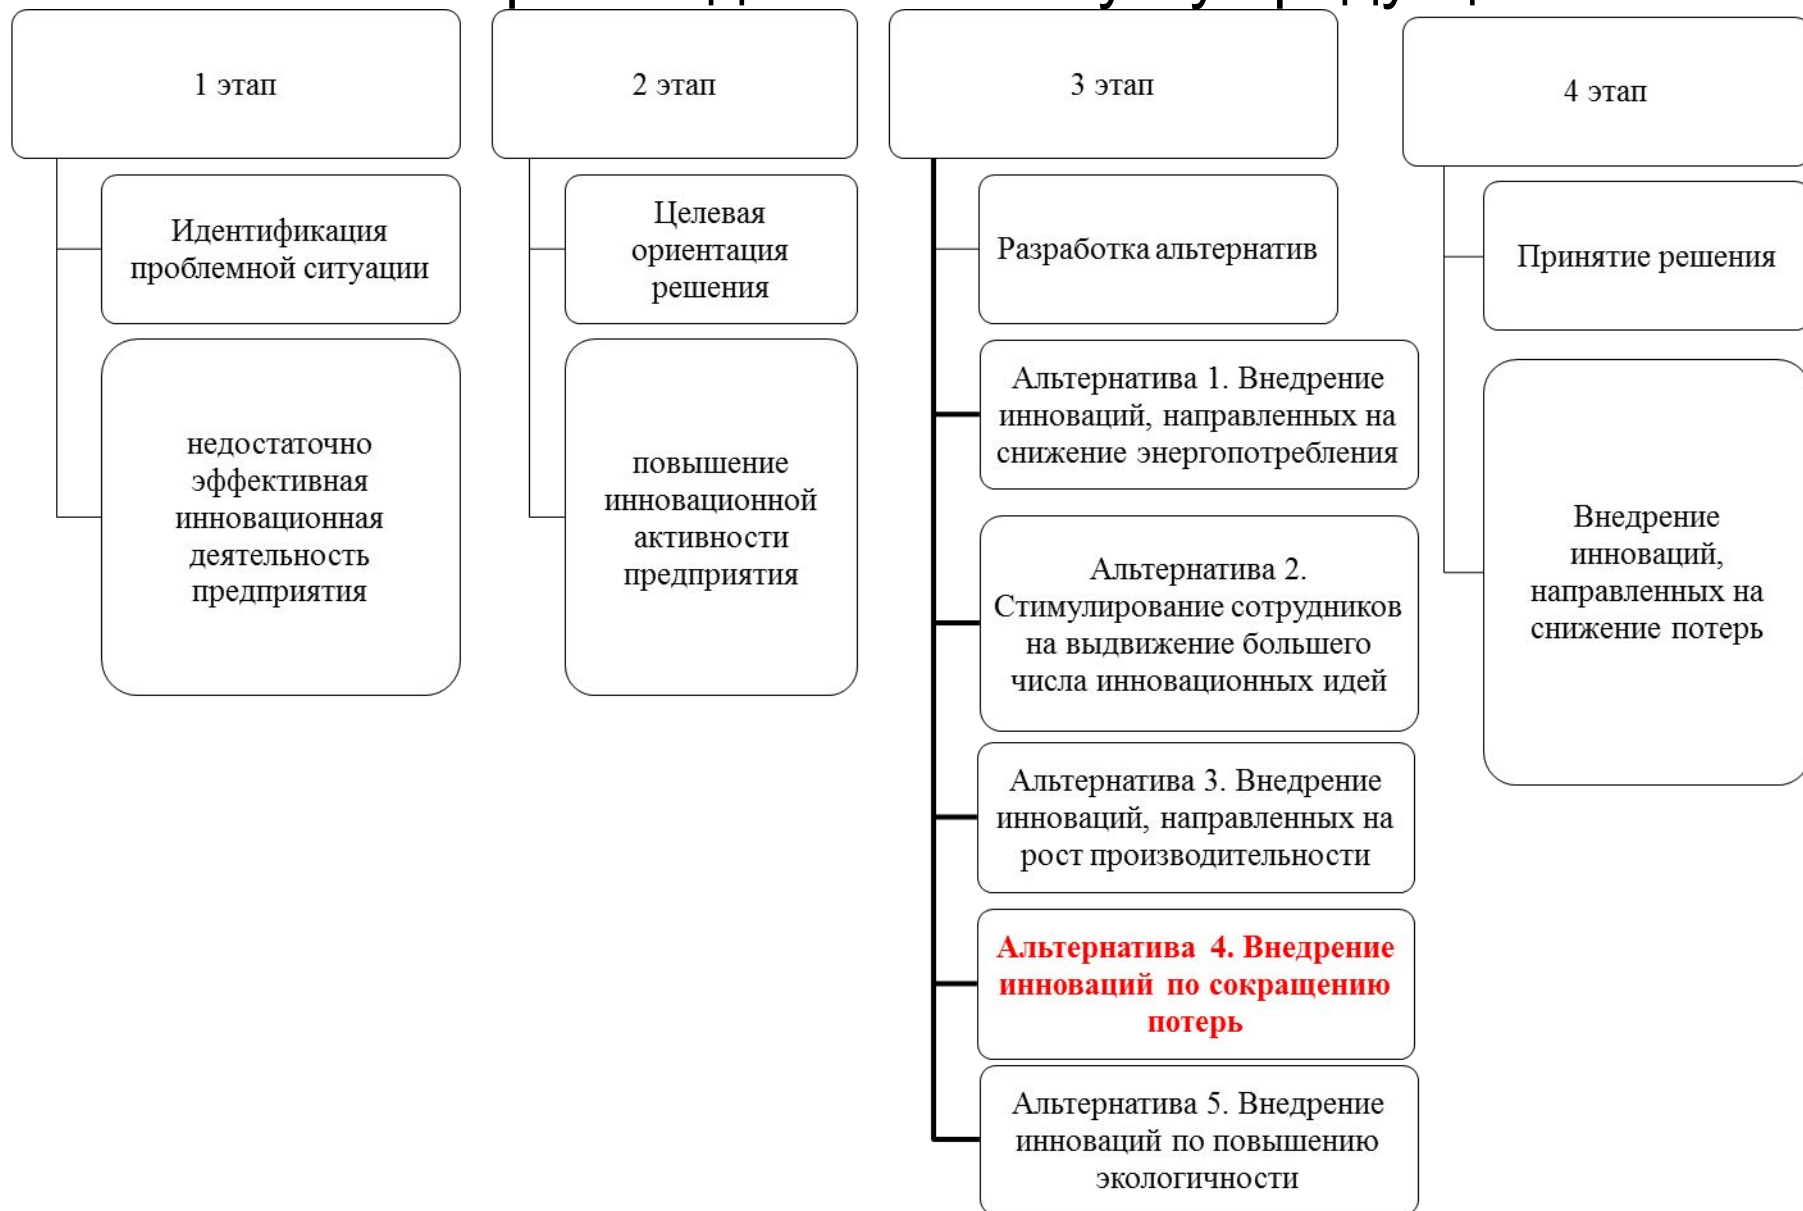 1 этап
Идентификация
проблемной ситуации
недостаточно
эффективная
инновационная
деятельность
предприятия
2 этап
Целевая
ориентация
решения
повышение
инновационной
активности
предприятия
3 этап
Разработка альтернатив
Альтернатива 1. Внедрение
инноваций, направленных на
снижение энергопотребления
Альтернатива 2.
Стимулирование сотрудников
на выдвижение большего
числа инновационных идей
Альтернатива 3. Внедрение
инноваций, направленных на
рост производительности
Альтернатива 4. Внедрение
инноваций по сокращению
потерь
Альтернатива 5. Внедрение
инноваций по повышению
экологичности
4 этап
Принятие решения
Внедрение
инноваций,
направленных на
снижение потерь